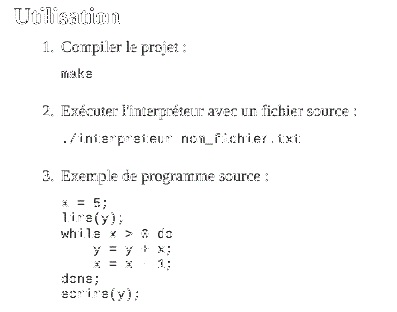 Utilisation
1. Compiler le projet :
make
2. Exécuter l'interpréteur avec un fichier source :
./interpreteur nom_fichier.txt
3. Exemple de programme source :
x = 5;
lire(y);
while x > 0 do
y = y + x;
x = x - 1;
done;
ecrire(y);